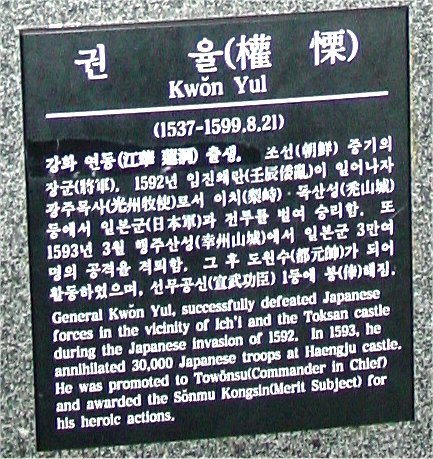 권 율(權 慄)
Kwŏn Yul
(1537-1599.8.21)
강화 연동(江華 蓮洞) 출생. 조선(朝鮮) 중기의
장군(將軍). 1592년 임진왜란(壬辰倭亂)이 일어나자
광주목사(光州牧使)로서 이치(梨峙)·독산성(禿山城)
등에서 일본군(日本軍)과 전투를 벌여 승리함. 또
1593년 3월 행주산성(幸州山城)에서 일본군 3만여
명의 공격을 격퇴함. 그 후 도원수(都元帥)가 되어
활동하였으며, 선무공신(宣武功臣) 1등에 봉(俸)해짐.
General Kwŏn Yul, successfully defeated Japanese
forces in the vicinity of Ich'i and the Toksan castle
during the Japanese invasion of 1592. In 1593, he
annihilated 30,000 Japanese troops at Haengju castle.
He was promoted to Towŏnsu(Commander in Chief)
and awarded the Sŏnmu Kongsin(Merit Subject) for
his heroic actions.